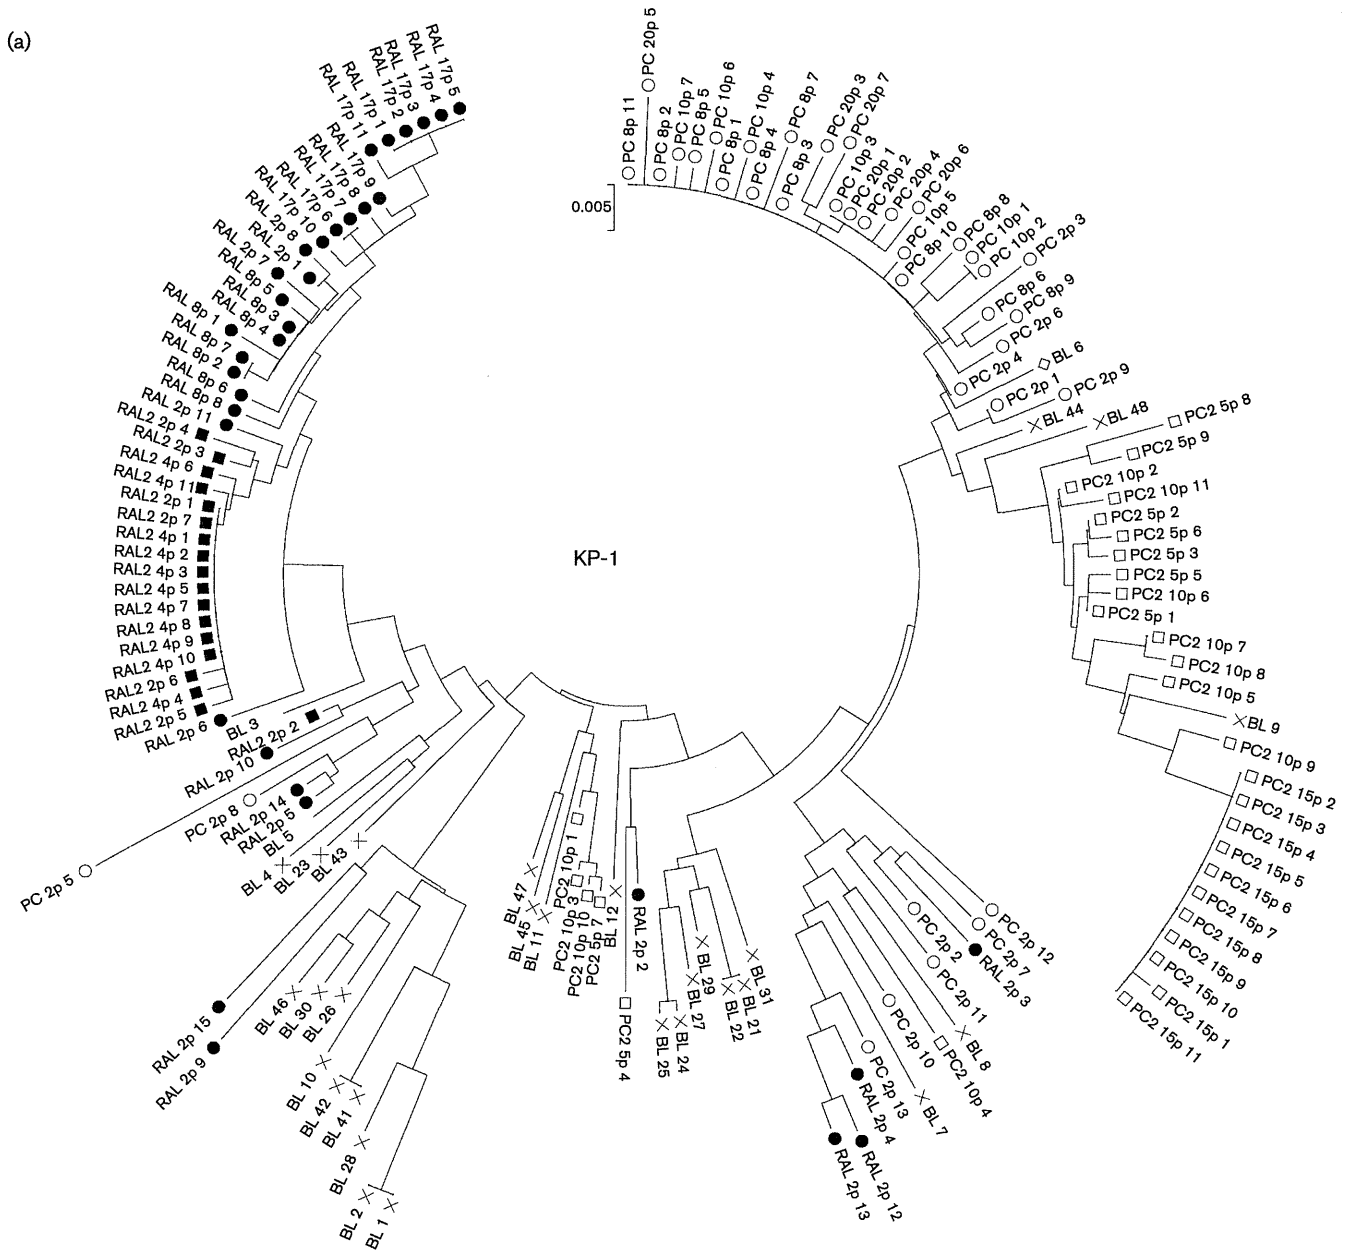 (a)
KP-1
0.005
PC 8p 11
PC 20p 5
PC 8p 2
PC 10p 7
PC 8p 5
PC 10p 6
PC 8p 1
PC 10p 4
PC 8p 4
PC 8p 7
PC 8p 3
PC 20p 3
PC 20p 7
PC 10p 3
PC 20p 1
PC 20p 2
PC 20p 4
PC 20p 6
PC 10p 5
PC 8p 10
PC 8p 8
PC 10p 1
PC 10p 2
PC 2p 3
PC 8p 6
PC 8p 9
PC 2p 6
BL 6
PC 2p 4
PC 2p 1
PC 2p 9
BL 44
BL 48
PC2 5p 8
PC2 5p 9
PC2 10p 2
PC2 10p 11
PC2 5p 2
PC2 5p 6
PC2 5p 3
PC2 5p 5
PC2 10p 6
PC2 5p 1
PC2 10p 7
PC2 10p 8
PC2 10p 5
BL 9
PC2 10p 9
PC2 15p 2
PC2 15p 3
PC2 15p 4
PC2 15p 5
PC2 15p 6
PC2 15p 7
PC2 15p 8
PC2 15p 9
PC2 15p 10
PC2 15p 1
PC2 15p 11
PC 2p 12
PC 2p 7
RAL 2p 3
PC 2p 2
PC 2p 11
BL 8
PC2 10p 4
PC 2p 10
BL 7
PC 2p 13
RAL 2p 4
RAL 2p 12
RAL 2p 13
BL 31
BL 21
BL 22
BL 29
BL 27
BL 24
BL 25
RAL 2p 2
PC2 5p 4
BL 12
PC2 5p 7
PC2 10p 10
PC2 10p 3
PC2 10p 1
BL 11
BL 45
BL 47
BL 1
BL 2
BL 28
BL 41
BL 42
BL 10
BL 26
BL 30
BL 46
RAL 2p 9
RAL 2p 15
BL 43
BL 23
BL 4
BL 5
RAL 2p 5
RAL 2p 14
PC 2p 8
PC 2p 5
RAL 2p 10
RAL2 2p 2
BL 3
RAL 2p 6
RAL2 2p 5
RAL2 4p 4
RAL2 2p 6
RAL2 4p 10
RAL2 4p 9
RAL2 4p 8
RAL2 4p 7
RAL2 4p 5
RAL2 4p 3
RAL2 4p 2
RAL2 4p 1
RAL2 2p 7
RAL2 2p 1
RAL2 4p 11
RAL2 4p 6
RAL2 2p 3
RAL2 2p 4
RAL 2p 11
RAL 8p 8
RAL 8p 6
RAL 8p 2
RAL 8p 7
RAL 8p 1
RAL 8p 4
RAL 8p 3
RAL 8p 5
RAL 2p 7
RAL 2p 1
RAL 2p 8
RAL 17p 10
RAL 17p 6
RAL 17p 7
RAL 17p 8
RAL 17p 9
RAL 17p 11
RAL 17p 1
RAL 17p 2
RAL 17p 3
RAL 17p 4
RAL 17p 5